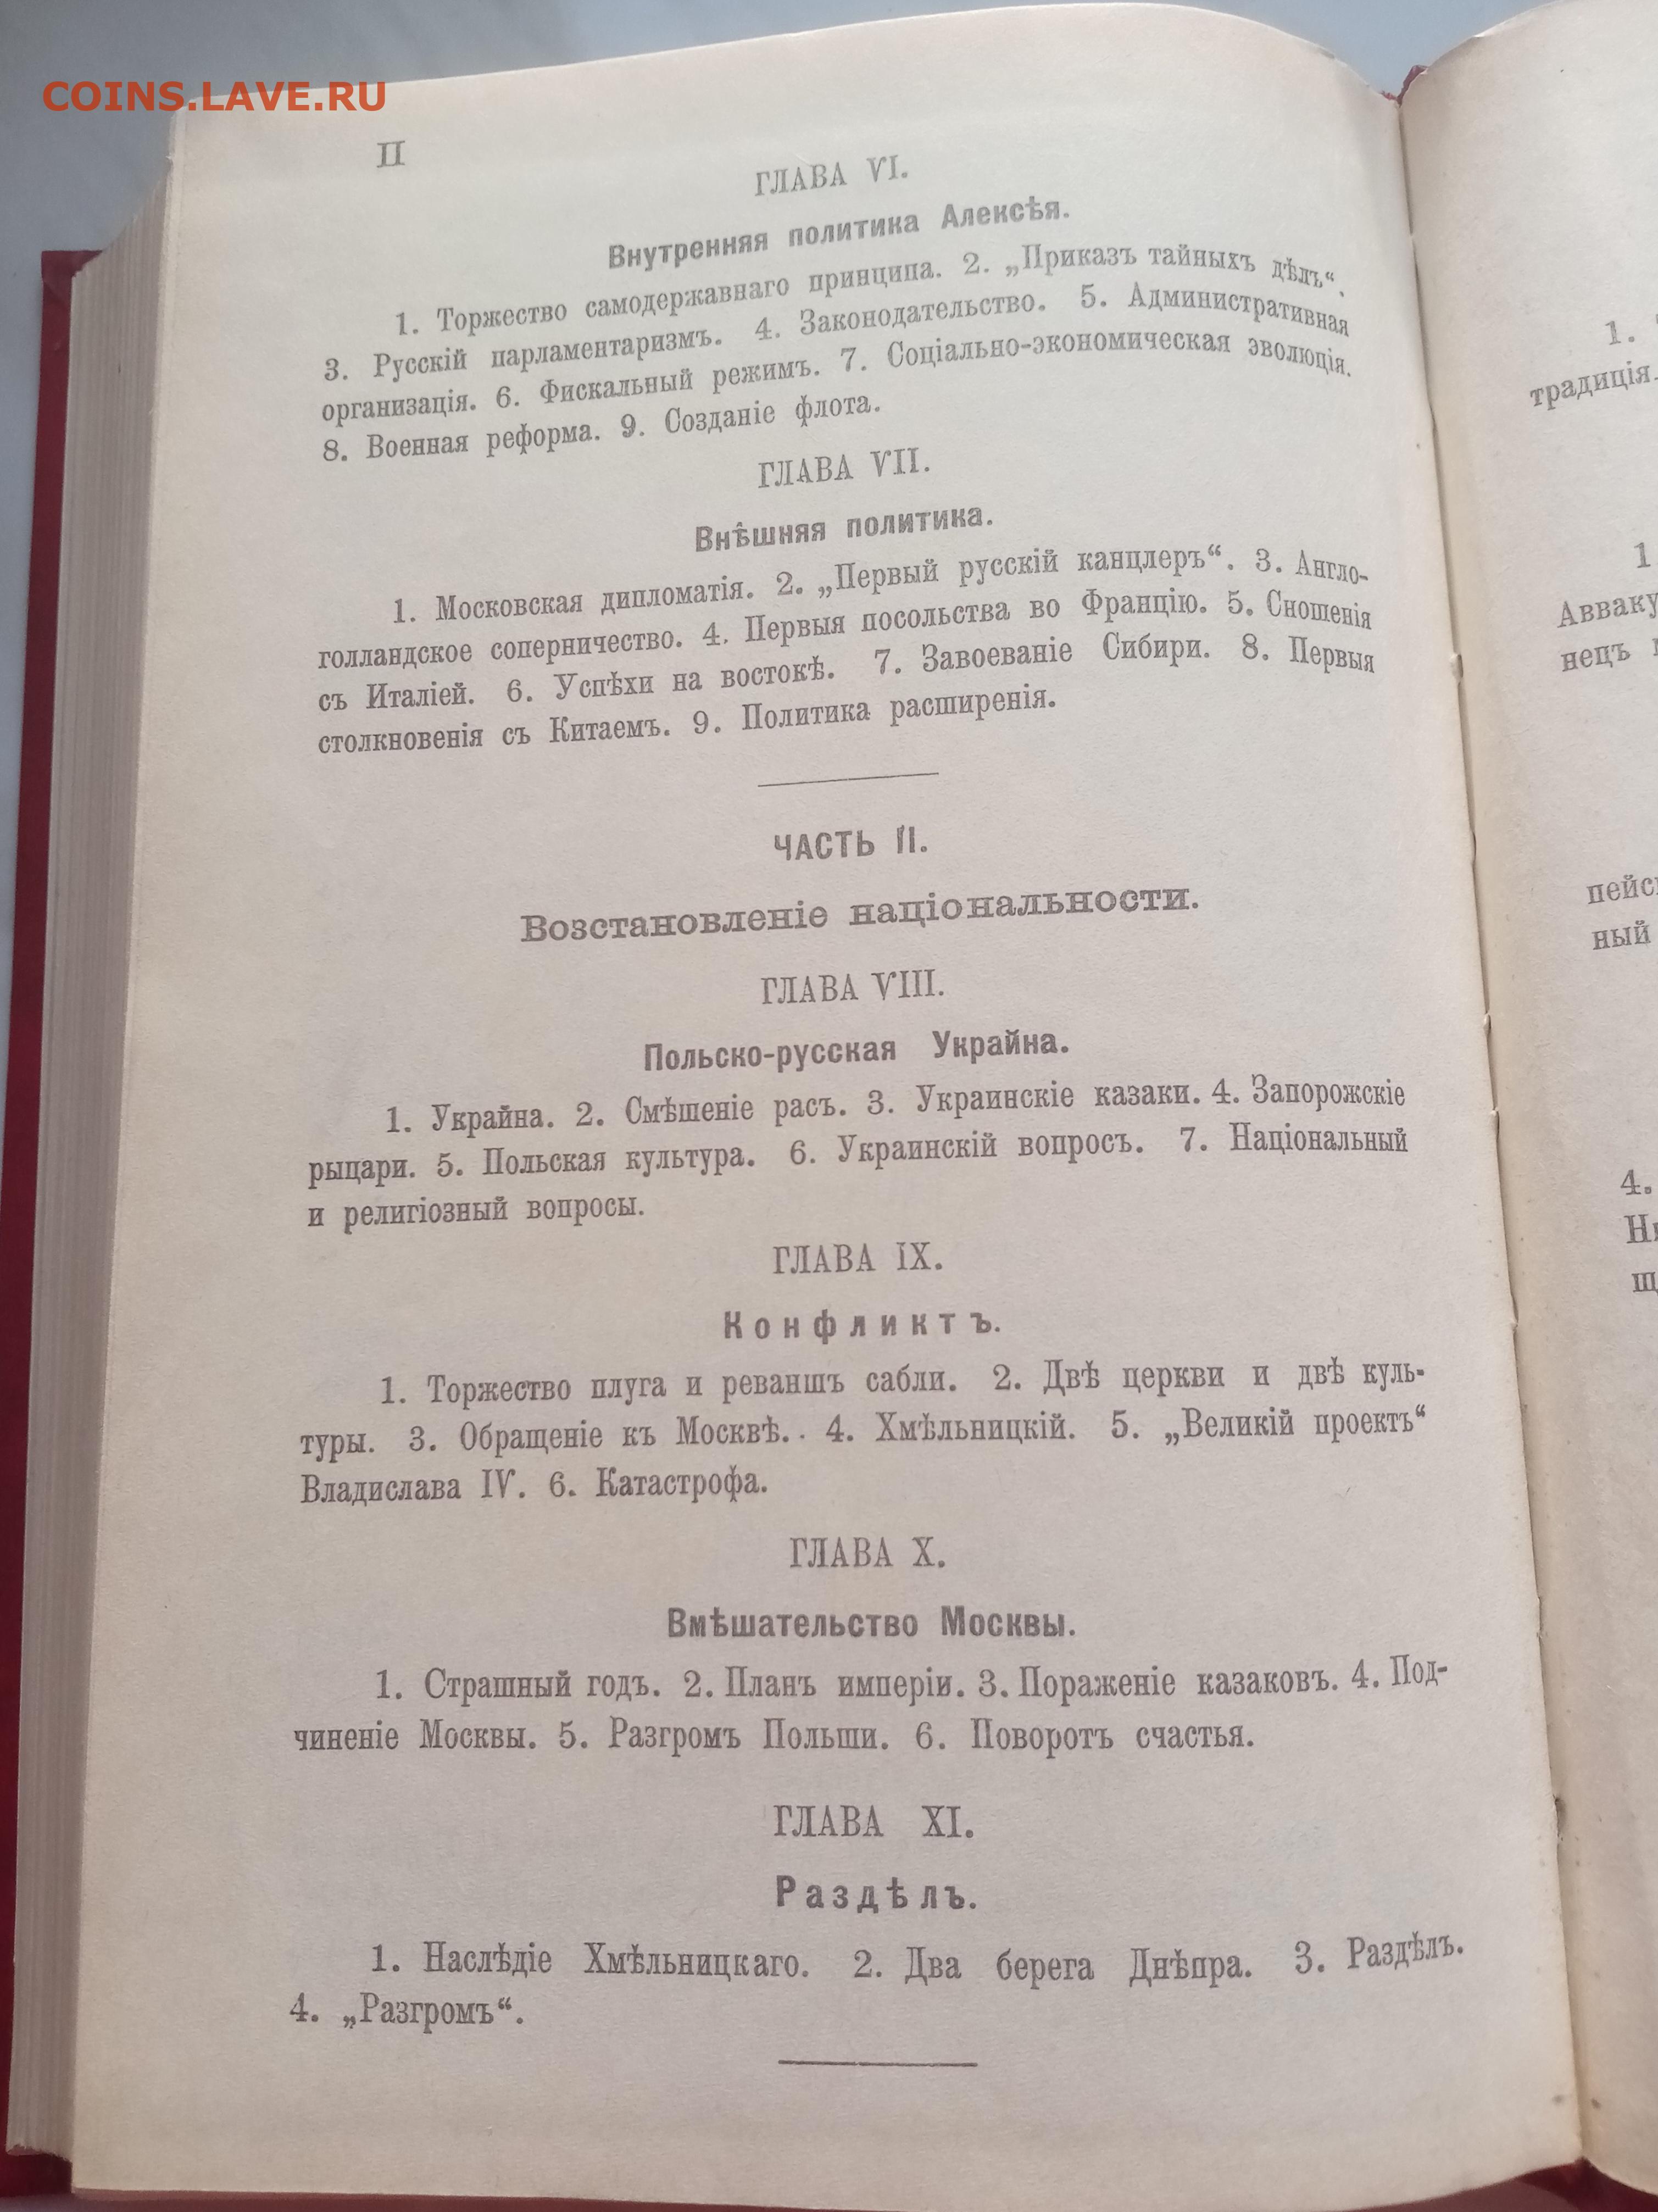 COINS.LAVE.RU
II
ГЛАВА VI.
Внутренняя политика Алексѣя.
1. Торжество самодержавнаго принципа. 2. „Приказъ тайныхъ дѣлъ“.
3. Русскій парламентаризмъ. 4. Законодательство. 5. Административная
организація. 6. Фискальный режимъ. 7. Соціально-экономическая эволюція.
8. Военная реформа. 9. Созданіе флота.
ГЛАВА VII.
Внѣшняя политика.
1. Московская дипломатія. 2. „Первый русскій канцлеръ“. 3. Англо-
голландское соперничество. 4. Первыя посольства во Францію. 5. Сношенія
съ Италіей. 6. Успѣхи на востокѣ. 7. Завоеваніе Сибири. 8. Первыя
столкновенія съ Китаемъ. 9. Политика расширенія.
ЧАСТЬ II.
Возстановленіе національности.
ГЛАВА VIII.
Польско-русская Украйна.
1. Украйна. 2. Смѣшеніе расъ. 3. Украинскіе казаки. 4. Запорожскіе
рыцари. 5. Польская культура. 6. Украинскій вопросъ. 7. Національный
и религіозный вопросы.
ГЛАВА IX.
Конфликтъ.
1. Торжество плуга и реваншъ сабли. 2. Двѣ церкви и двѣ куль-
туры. 3. Обращеніе къ Москвѣ. 4. Хмѣльницкій. 5. „Великій проектъ“
Владислава IV. 6. Катастрофа.
ГЛАВА X.
Вмѣшательство Москвы.
1. Страшный годъ. 2. Планъ имперіи. 3. Пораженіе казаковъ. 4. Под-
чиненіе Москвы. 5. Разгромъ Польши. 6. Поворотъ счастья.
ГЛАВА XI.
Раздѣлъ.
1. Наслѣдіе Хмѣльницкаго. 2. Два берега Днѣпра. 3. Раздѣлъ.
4. „Разгромъ“.
1.
традиція.
1
Авваку
нецъ
пейс
ный
4.